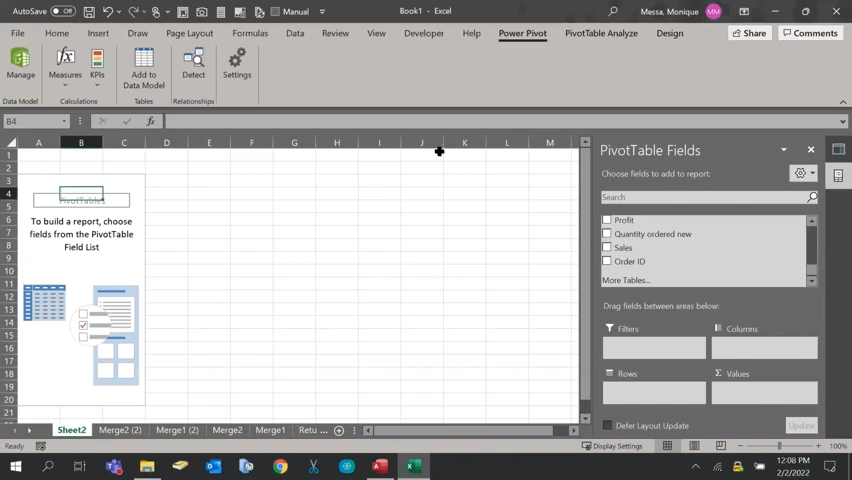 AutoSave Off Manual Book1 - Excel Messa, Monique MM
File Home Insert Draw Page Layout Formulas Data Review View Developer Help Power Pivot PivotTable Analyze Design Share Comments
Manage Measures KPIs Add to Data Model Detect Settings
Data Model Calculations Tables Relationships
B4 fx
A B C D E F G H I J K L M
1
2
3
4
5
6
7
8
9
10
11
12
13
14
15
16
17
18
19
20
21
PivotTable1
To build a report, choose
fields from the PivotTable
Field List
PivotTable Fields
Choose fields to add to report:
Search
Profit
Quantity ordered new
Sales
Order ID
More Tables...
Drag fields between areas below:
Filters Columns
Rows Σ Values
Defer Layout Update Update
Sheet2 Merge2 (2) Merge1 (2) Merge2 Merge1 Retu ...
Ready Display Settings 100%
12:08 PM
2/2/2022